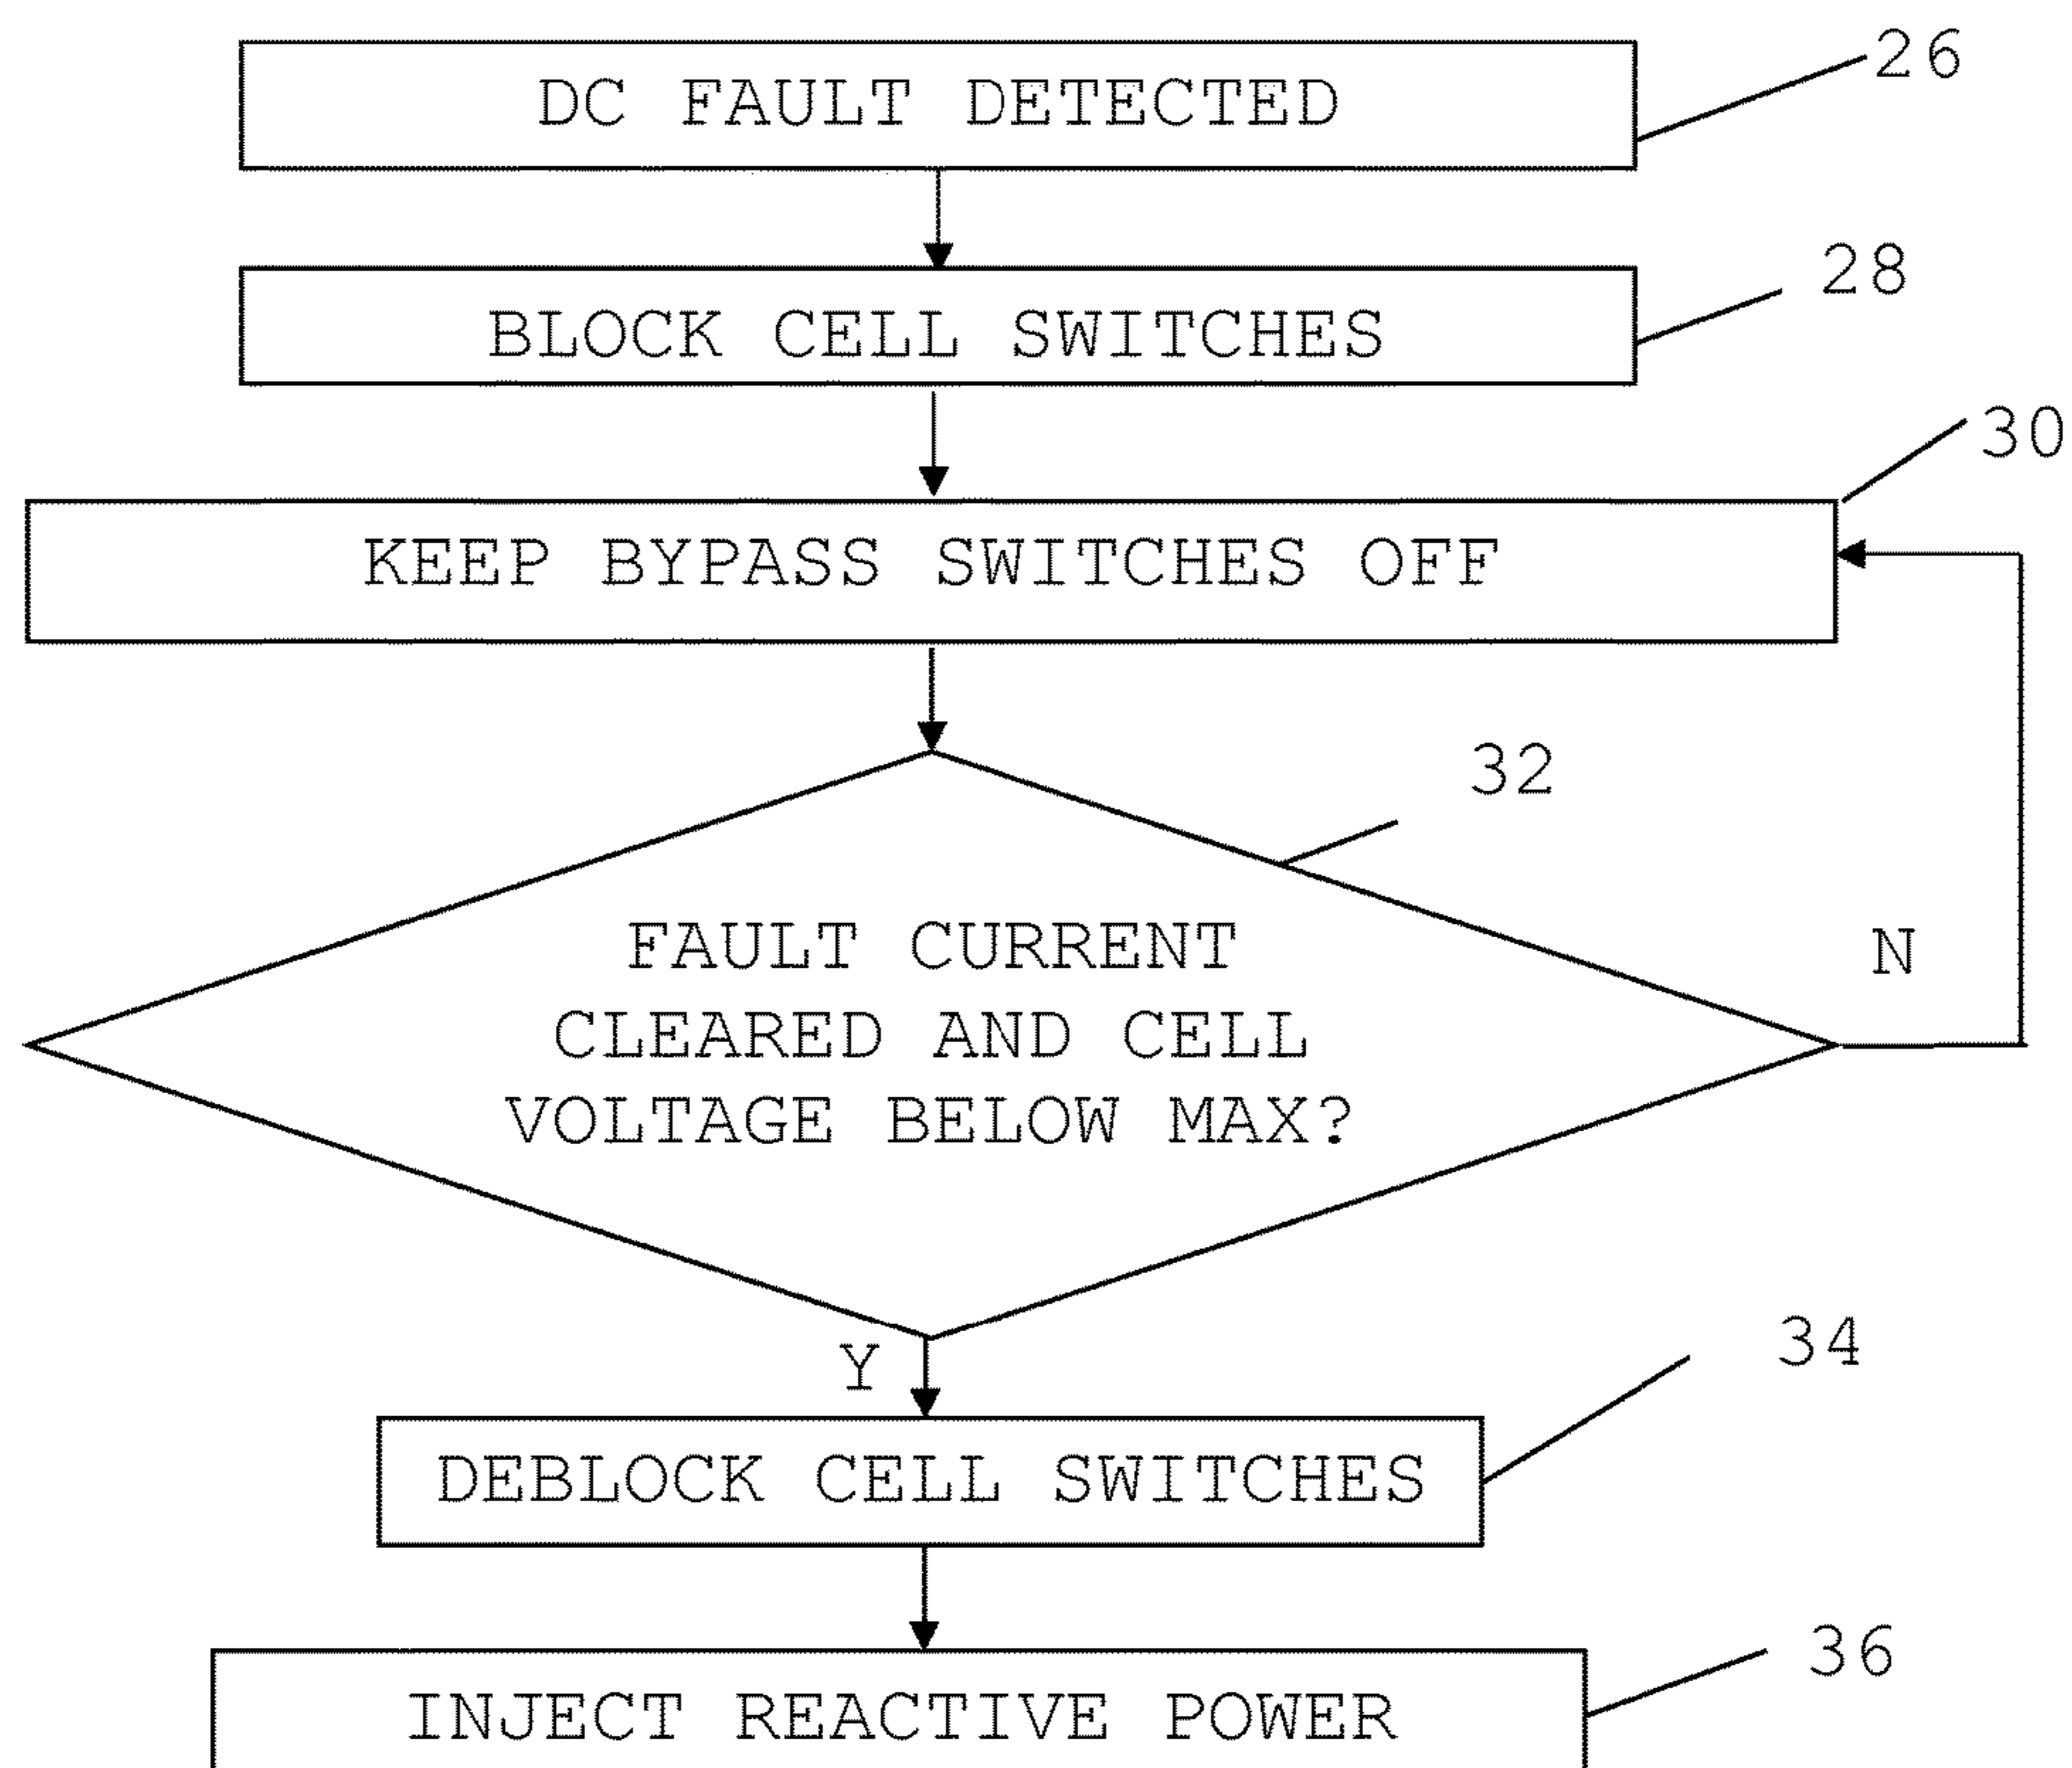 26
DC FAULT DETECTED
28
BLOCK CELL SWITCHES
30
KEEP BYPASS SWITCHES OFF
32
FAULT CURRENT
CLEARED AND CELL
VOLTAGE BELOW MAX?
N
Y
34
DEBLOCK CELL SWITCHES
36
INJECT REACTIVE POWER